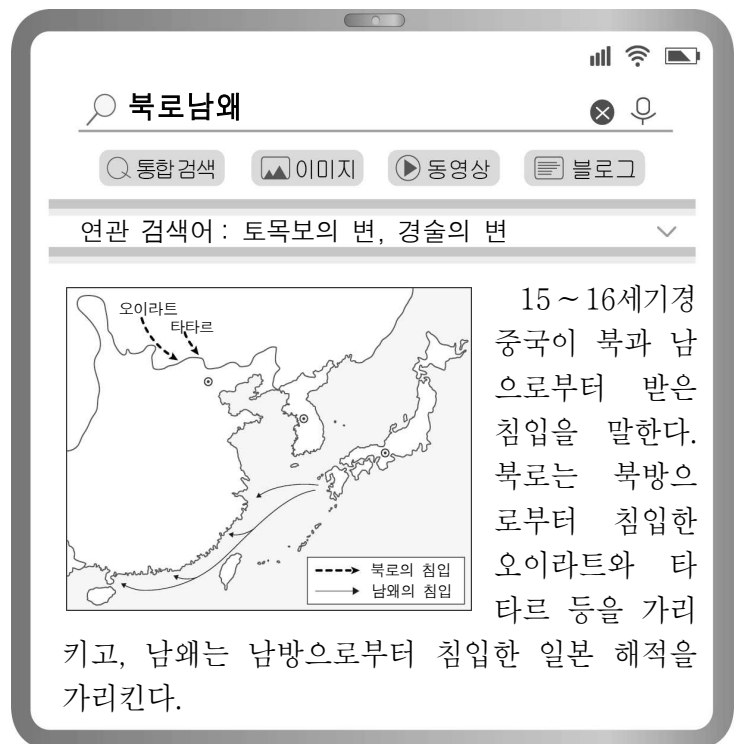 북로남왜
통합검색 이미지 동영상 블로그
연관 검색어 : 토목보의 변, 경술의 변
오이라트
타타르
북로의 침입
남왜의 침입
15 ~ 16세기경
중국이 북과 남
으로부터 받은
침입을 말한다.
북로는 북방으
로부터 침입한
오이라트와 타
타르 등을 가리
키고, 남왜는 남방으로부터 침입한 일본 해적을
가리킨다.